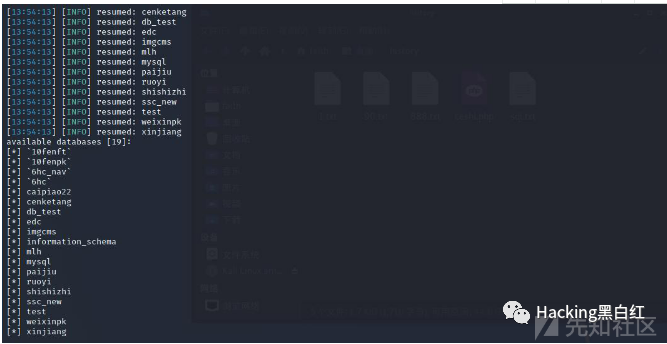 [13:54:13] [INFO] resumed: cenketang
[13:54:13] [INFO] resumed: db_test
[13:54:13] [INFO] resumed: edc
[13:54:13] [INFO] resumed: imgcms
[13:54:13] [INFO] resumed: mlh
[13:54:13] [INFO] resumed: mysql
[13:54:13] [INFO] resumed: paijiu
[13:54:13] [INFO] resumed: ruoyi
[13:54:13] [INFO] resumed: shishizhi
[13:54:13] [INFO] resumed: ssc_new
[13:54:13] [INFO] resumed: test
[13:54:13] [INFO] resumed: weixinpk
[13:54:13] [INFO] resumed: xinjiang
available databases [19]:
[*] `10fenft`
[*] `10fenpk`
[*] `6hc_nav`
[*] `6hc`
[*] caipiao22
[*] cenketang
[*] db_test
[*] edc
[*] imgcms
[*] information_schema
[*] mlh
[*] mysql
[*] paijiu
[*] ruoyi
[*] shishizhi
[*] ssc_new
[*] test
[*] weixinpk
[*] xinjiang
Hacking黑白红
先知社区